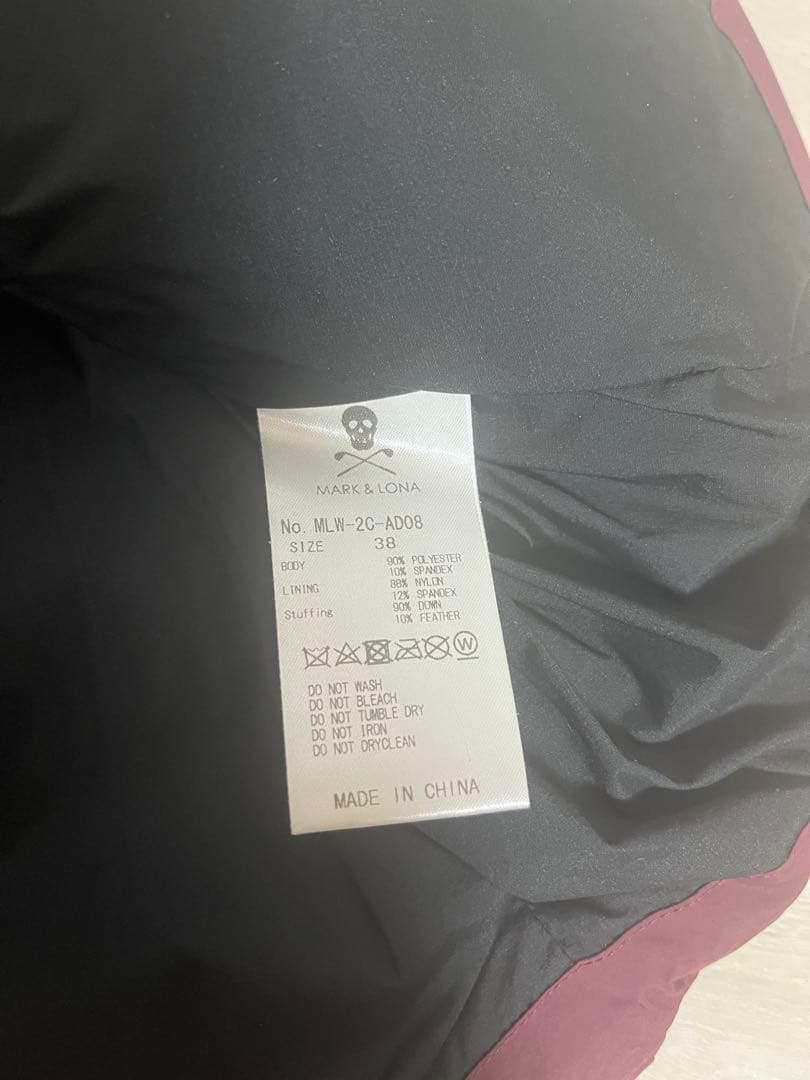 MARK & LONA
No. MLW-2C-AD08
SIZE 38
BODY 90% POLYESTER
10% SPANDEX
LINING 88% NYLON
12% SPANDEX
Stuffing 90% DOWN
10% FEATHER
W
DO NOT WASH
DO NOT BLEACH
DO NOT TUMBLE DRY
DO NOT IRON
DO NOT DRYCLEAN
MADE IN CHINA